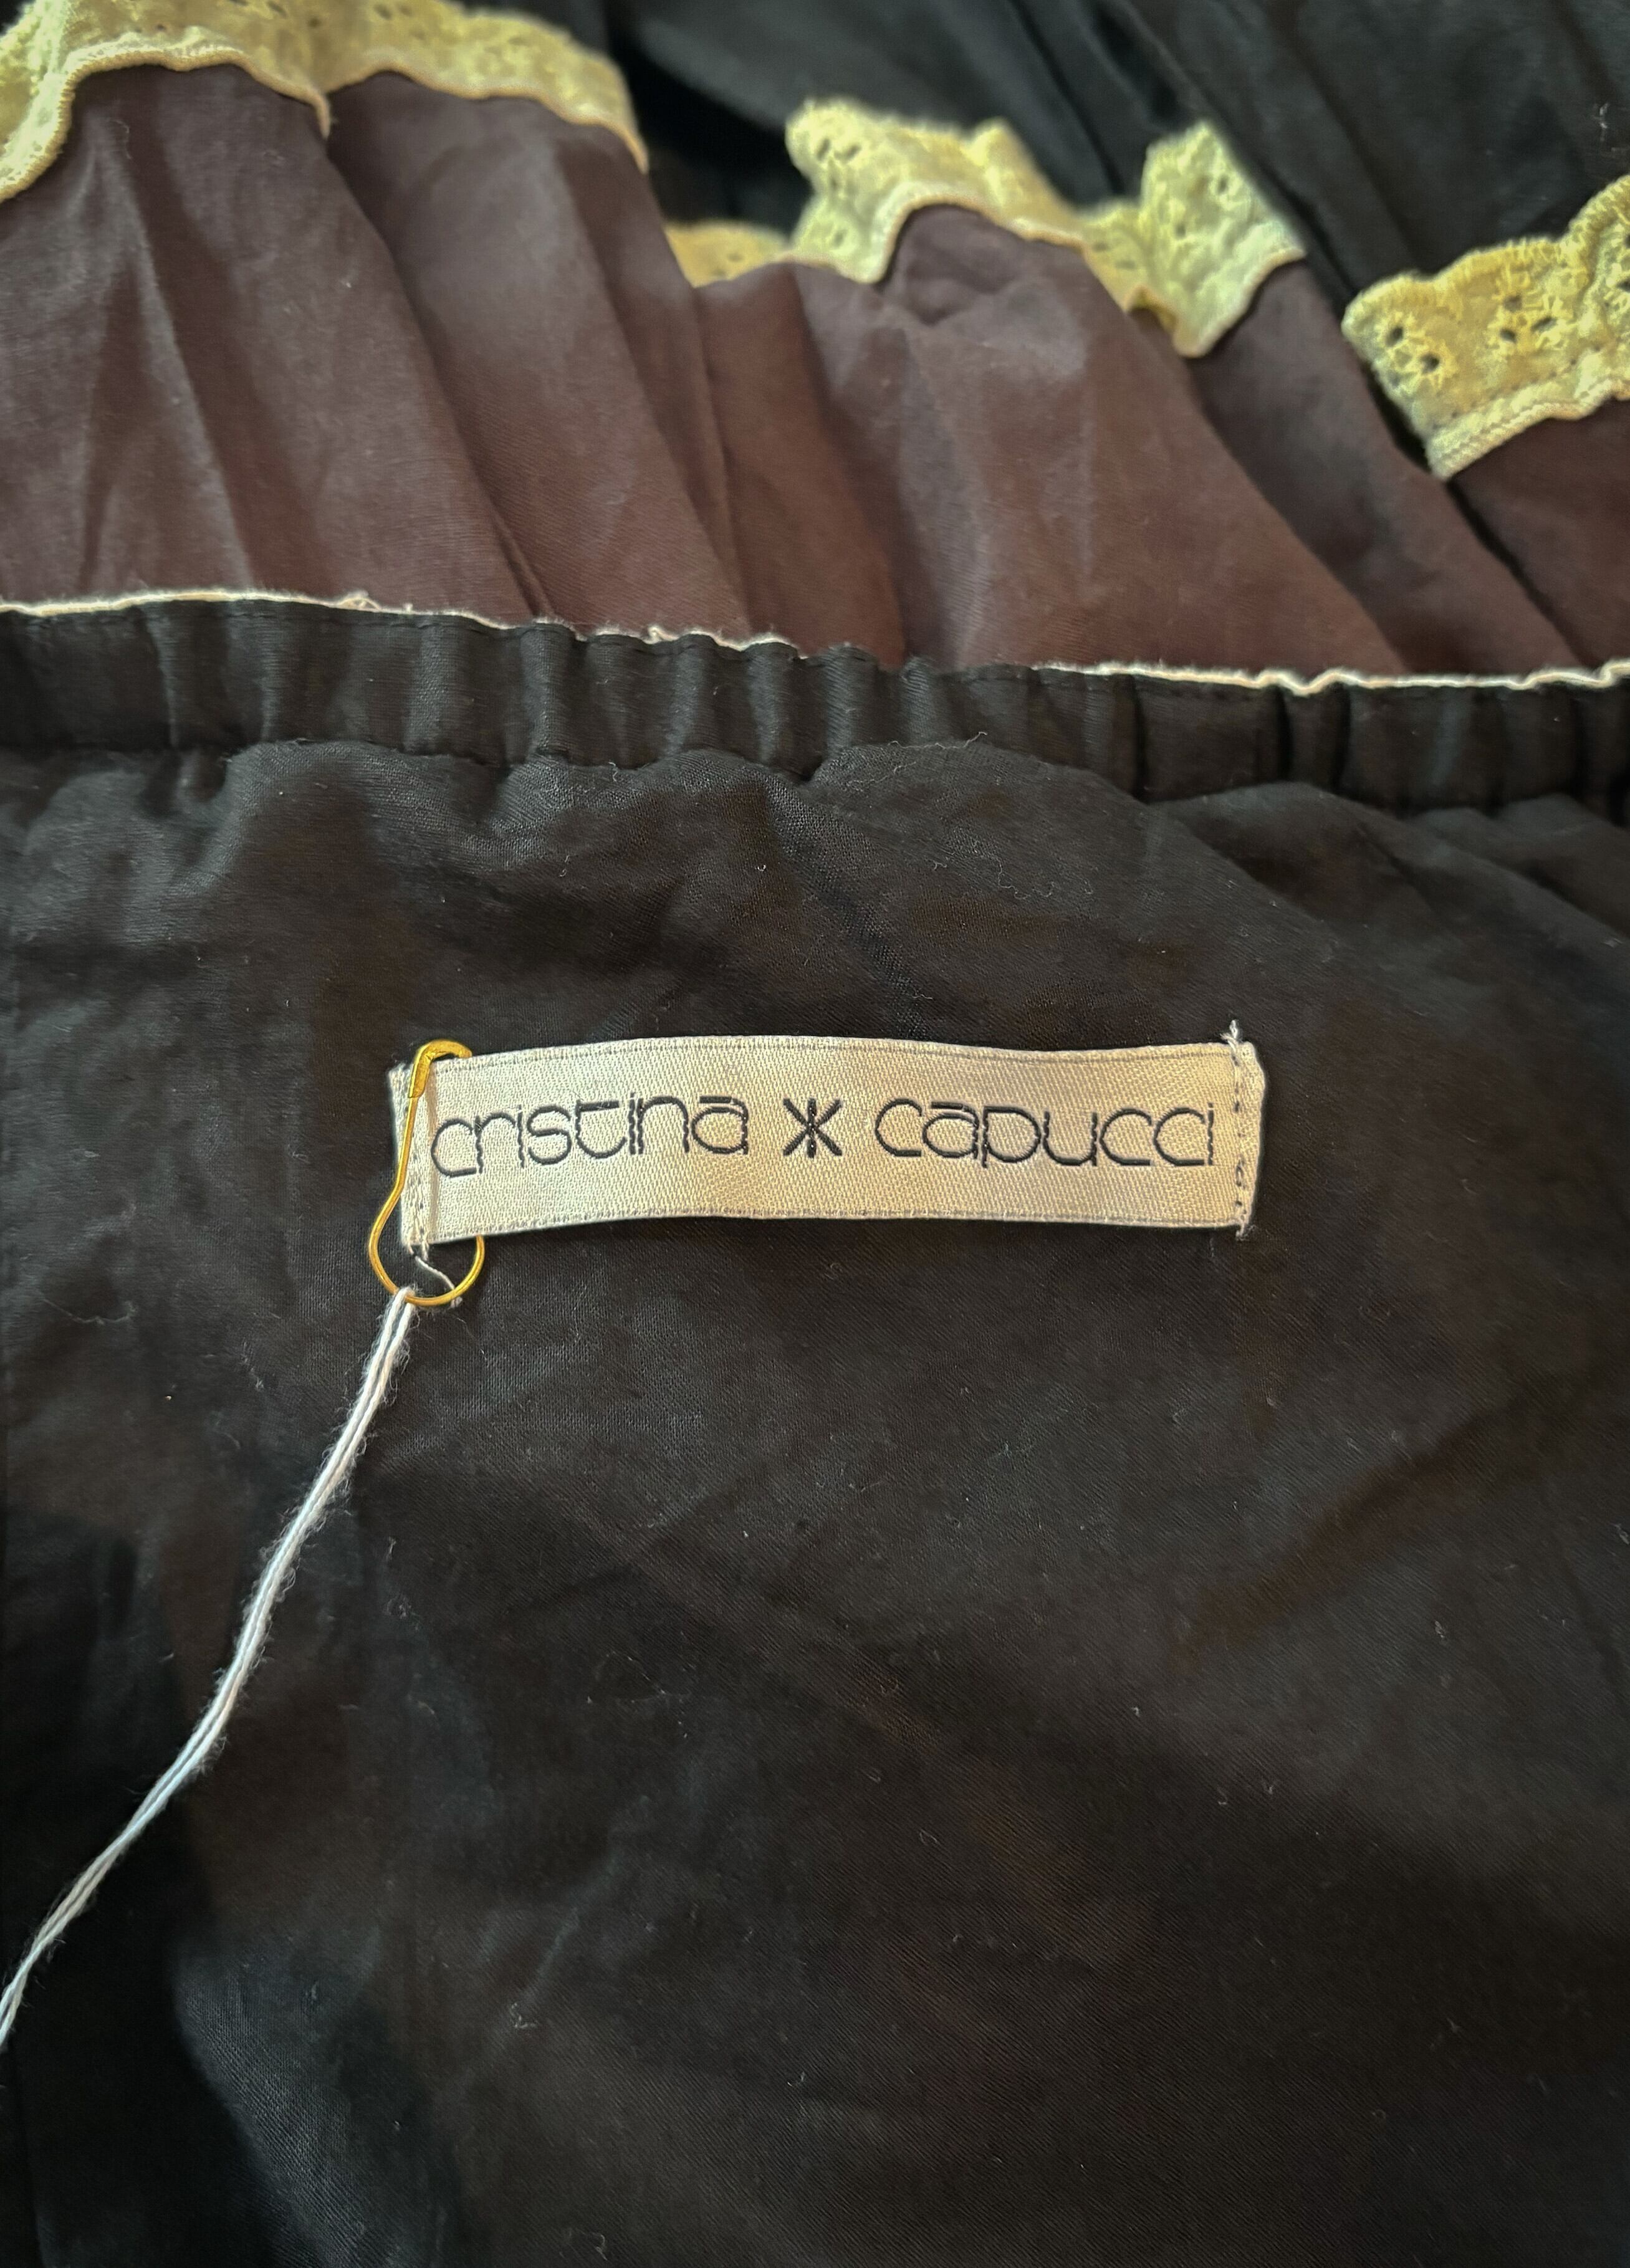 cristina ж capucci